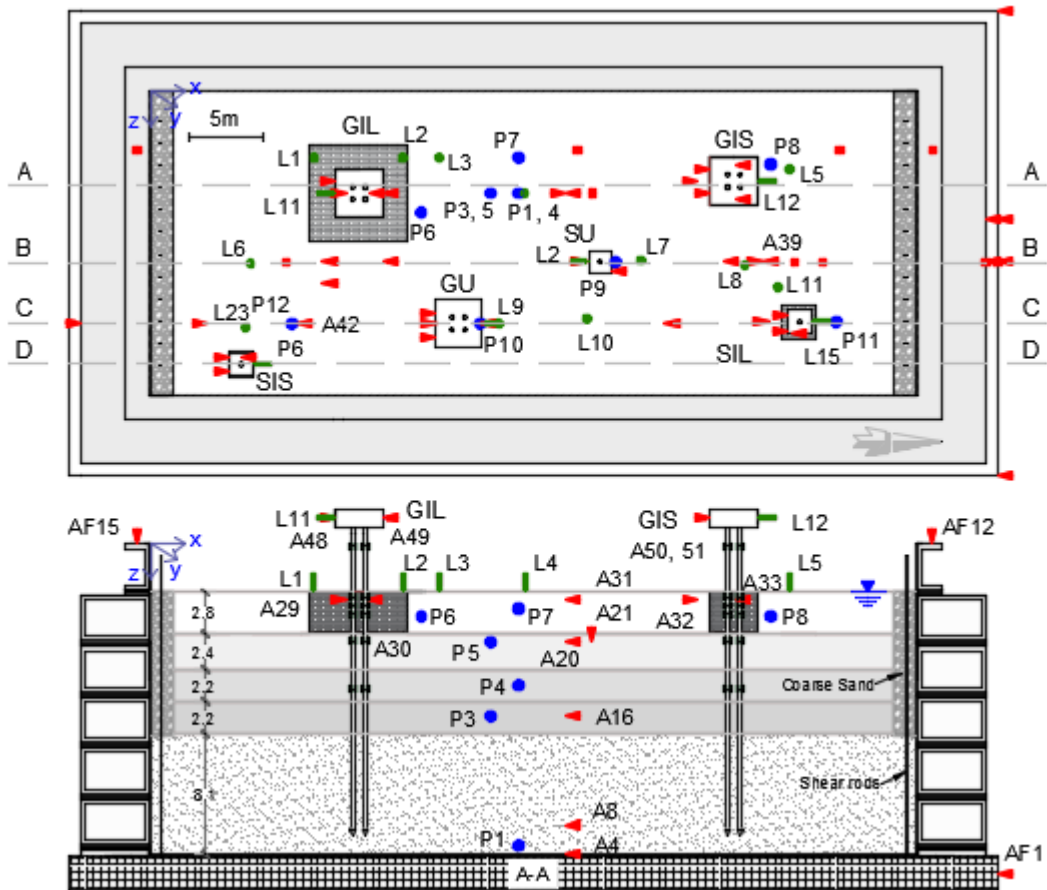 x
z y
5m
GIL
L2
P7
GIS
P8
L1
L3
L5
A
A
L11
P3, 5
P1, 4
L12
P6
SU
L6
L2
L7
A39
B
B
P9
L8
GU
L11
L23
P12
A42
L9
C
C
P10
L10
P11
P6
SIL
L15
D
D
SIS
AF15
L11
GIL
GIS
L12
AF12
x
z y
A48
A49
A50, 51
L1
L2
L3
L4
A31
A33
L5
A29
P6
P7
A21
A32
P8
2.8
A30
P5
A20
2.4
P4
Coarse Sand
2.2
P3
A16
2.2
Shear rods
A8
P1
A4
A-A
AF1